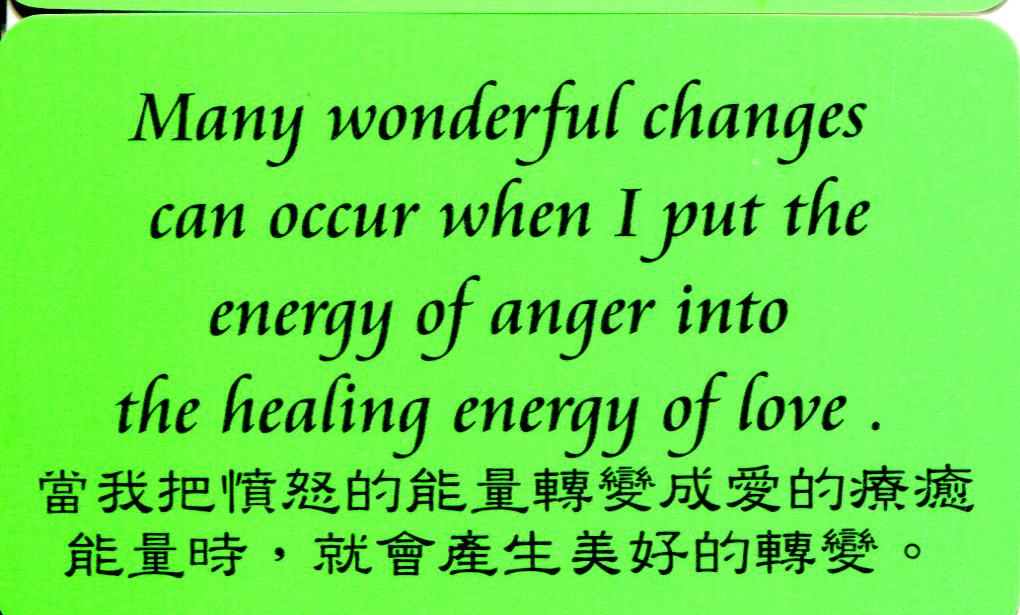 Many wonderful changes
can occur when I put the
energy of anger into
the healing energy of love .
當我把憤怒的能量轉變成愛的療癒
能量時，就會產生美好的轉變。